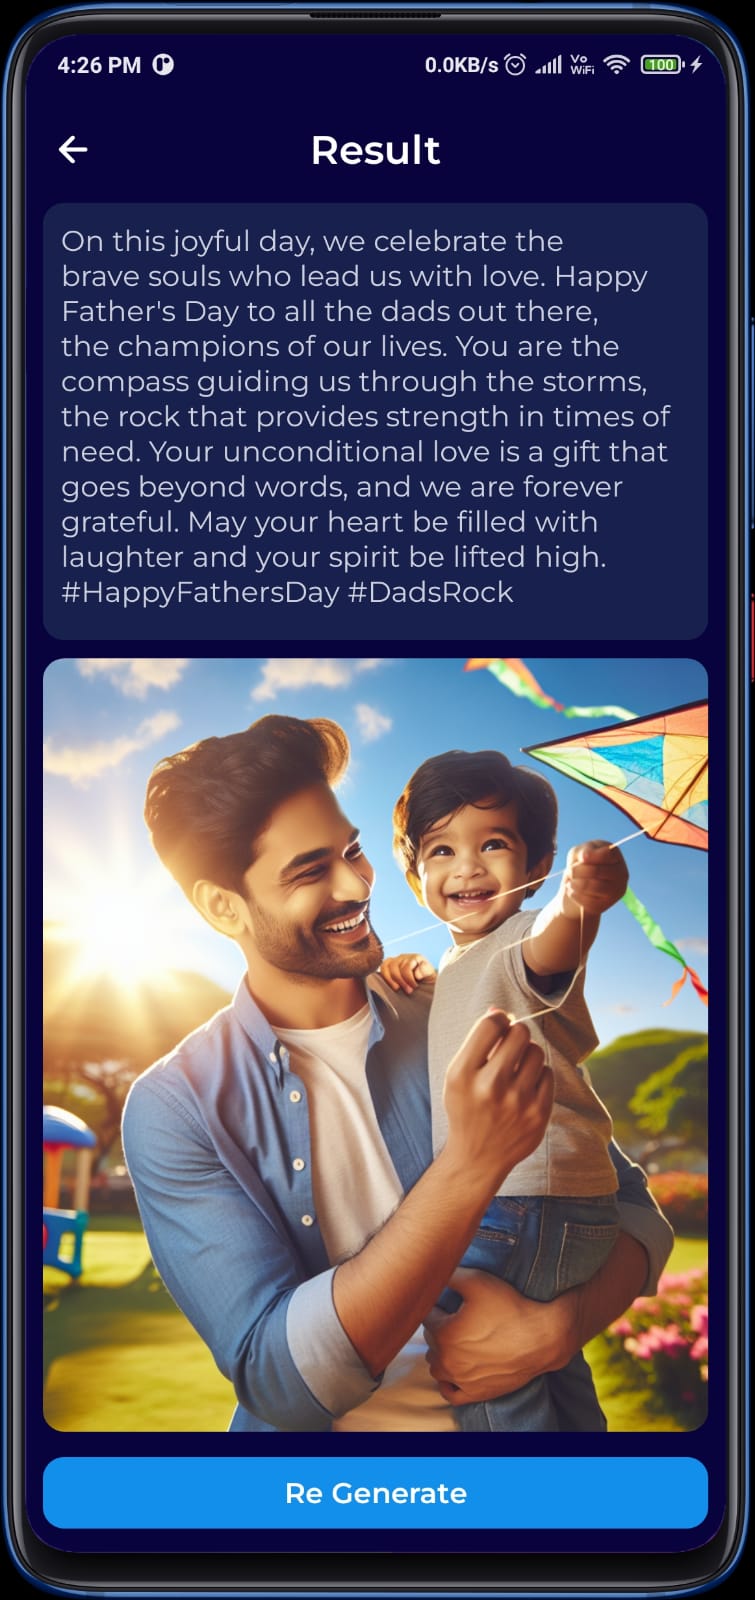 4:26 PM 0.0KB/s Vo WiFi 100
Result
On this joyful day, we celebrate the
brave souls who lead us with love. Happy
Father's Day to all the dads out there,
the champions of our lives. You are the
compass guiding us through the storms,
the rock that provides strength in times of
need. Your unconditional love is a gift that
goes beyond words, and we are forever
grateful. May your heart be filled with
laughter and your spirit be lifted high.
#HappyFathersDay #DadsRock
Re Generate